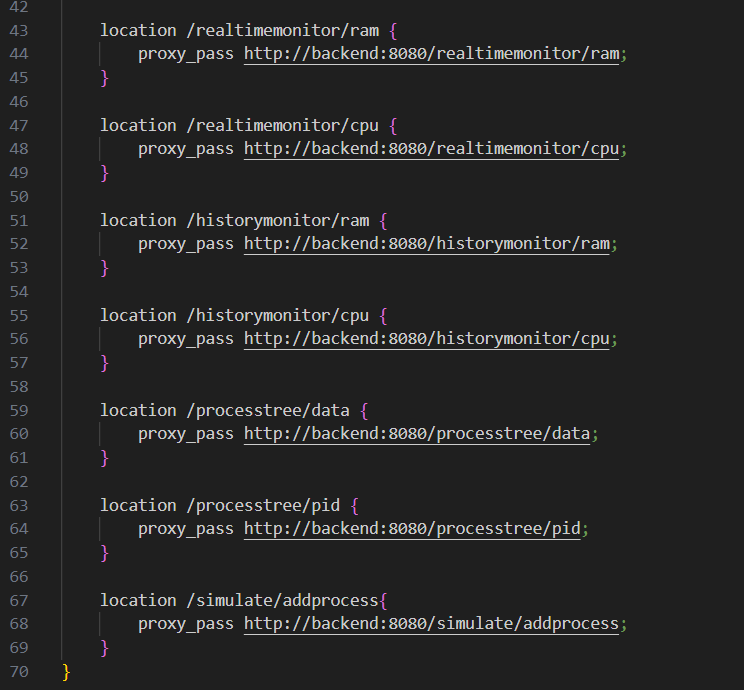 42
43 location /realtimemonitor/ram {
44 proxy_pass http://backend:8080/realtimemonitor/ram;
45 }
46
47 location /realtimemonitor/cpu {
48 proxy_pass http://backend:8080/realtimemonitor/cpu;
49 }
50
51 location /historymonitor/ram {
52 proxy_pass http://backend:8080/historymonitor/ram;
53 }
54
55 location /historymonitor/cpu {
56 proxy_pass http://backend:8080/historymonitor/cpu;
57 }
58
59 location /processtree/data {
60 proxy_pass http://backend:8080/processtree/data;
61 }
62
63 location /processtree/pid {
64 proxy_pass http://backend:8080/processtree/pid;
65 }
66
67 location /simulate/addprocess{
68 proxy_pass http://backend:8080/simulate/addprocess;
69 }
70 }